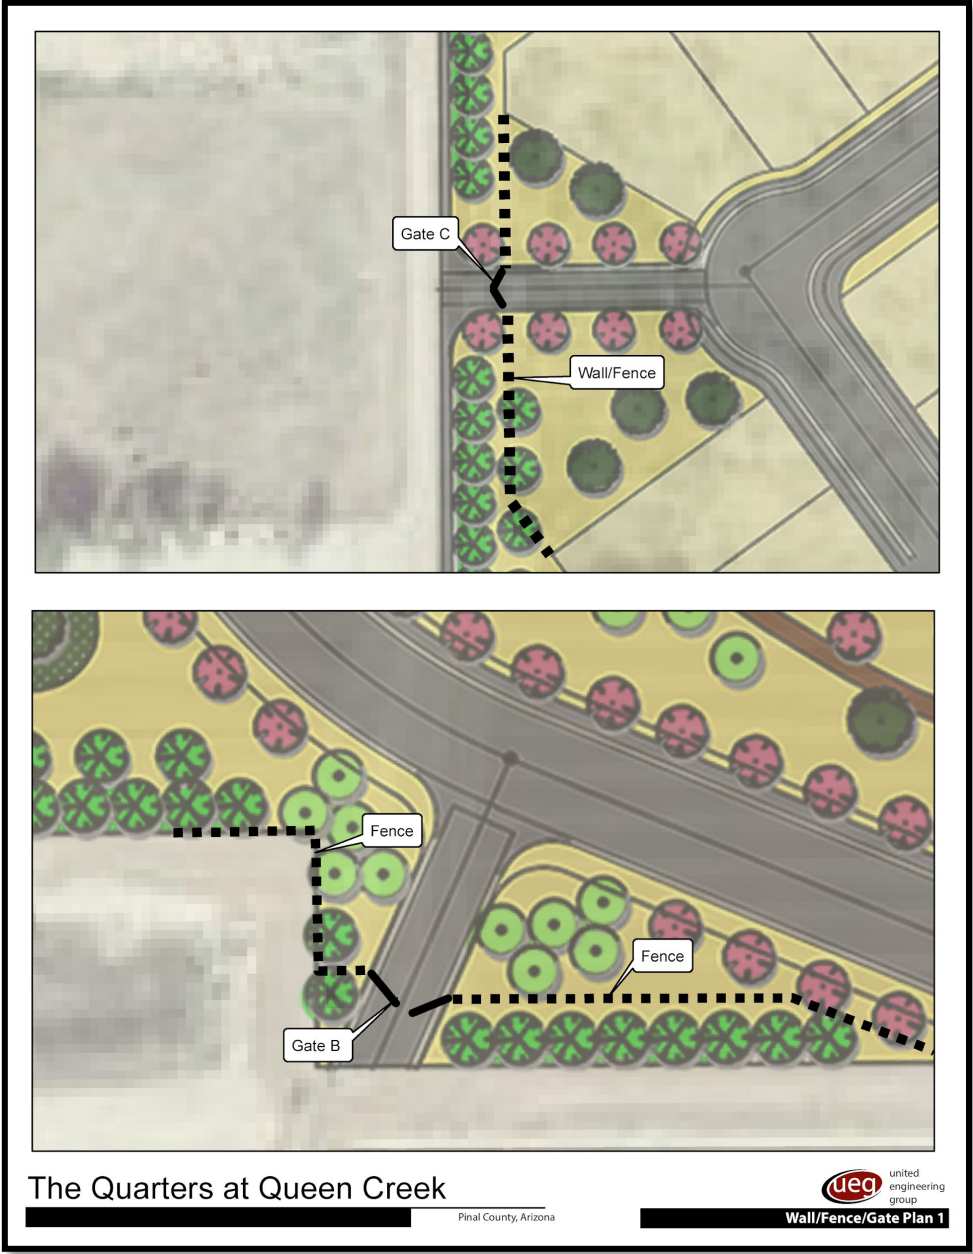 Gate C
Wall/Fence
Fence
Fence
Gate B
The Quarters at Queen Creek
Pinal County, Arizona
ueg
united
engineering
group
Wall/Fence/Gate Plan 1